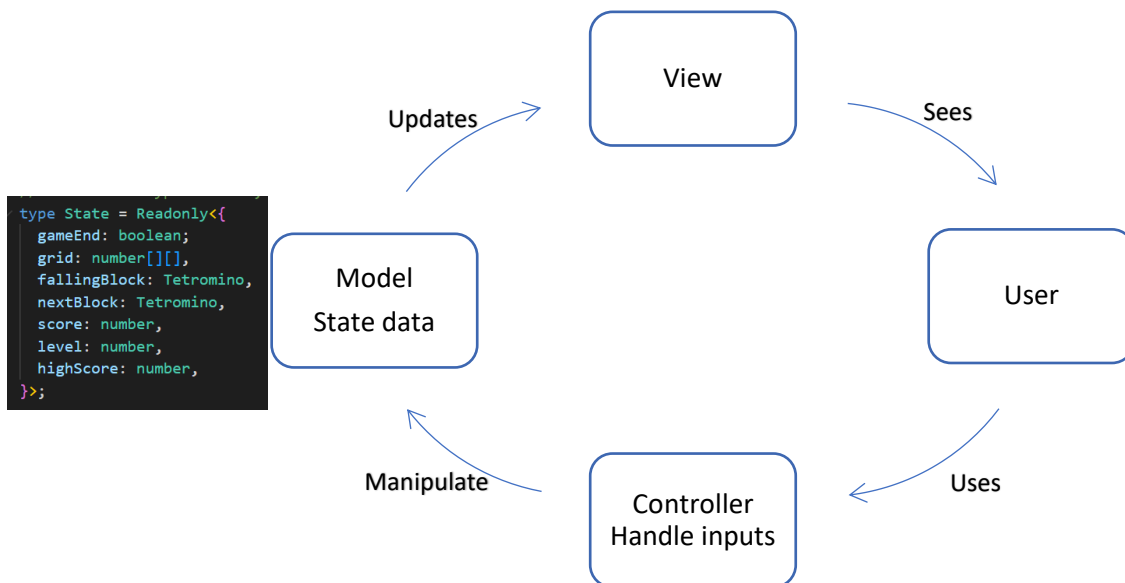 View
Updates
Sees
type State = Readonly<{
gameEnd: boolean;
grid: number[][],
fallingBlock: Tetromino,
nextBlock: Tetromino,
score: number,
level: number,
highScore: number,
}>;
Model
State data
User
Manipulate
Controller
Handle inputs
Uses